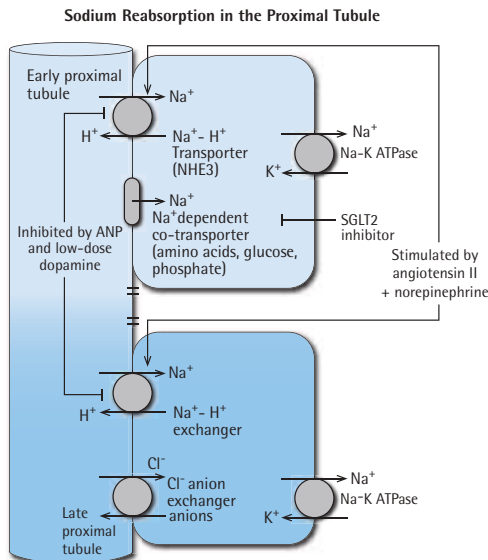 Sodium Reabsorption in the Proximal Tubule
Early proximal
tubule
Na⁺
H⁺
Na⁺- H⁺
Transporter
(NHE3)
Na⁺
Na-K ATPase
K⁺
Na⁺
Na⁺dependent
co-transporter
(amino acids, glucose,
phosphate)
SGLT2
inhibitor
Inhibited by ANP
and low-dose
dopamine
Stimulated by
angiotensin II
+ norepinephrine
Na⁺
H⁺
Na⁺- H⁺
exchanger
Cl⁻
Cl⁻ anion
exchanger
anions
Na⁺
Na-K ATPase
K⁺
Late
proximal
tubule